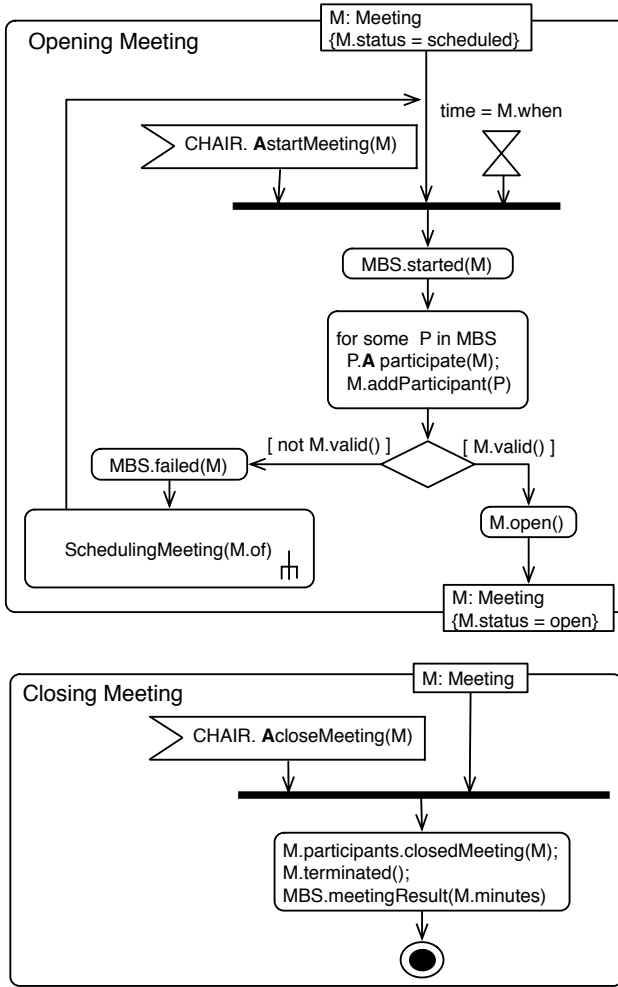 M: Meeting
{M.status = scheduled}
Opening Meeting
time = M.when
CHAIR. AstartMeeting(M)
MBS.started(M)
for some P in MBS
P.A participate(M);
M.addParticipant(P)
[ not M.valid() ]
[ M.valid() ]
MBS.failed(M)
M.open()
SchedulingMeeting(M.of)
M: Meeting
{M.status = open}
M: Meeting
Closing Meeting
CHAIR. AcloseMeeting(M)
M.participants.closedMeeting(M);
M.terminated();
MBS.meetingResult(M.minutes)